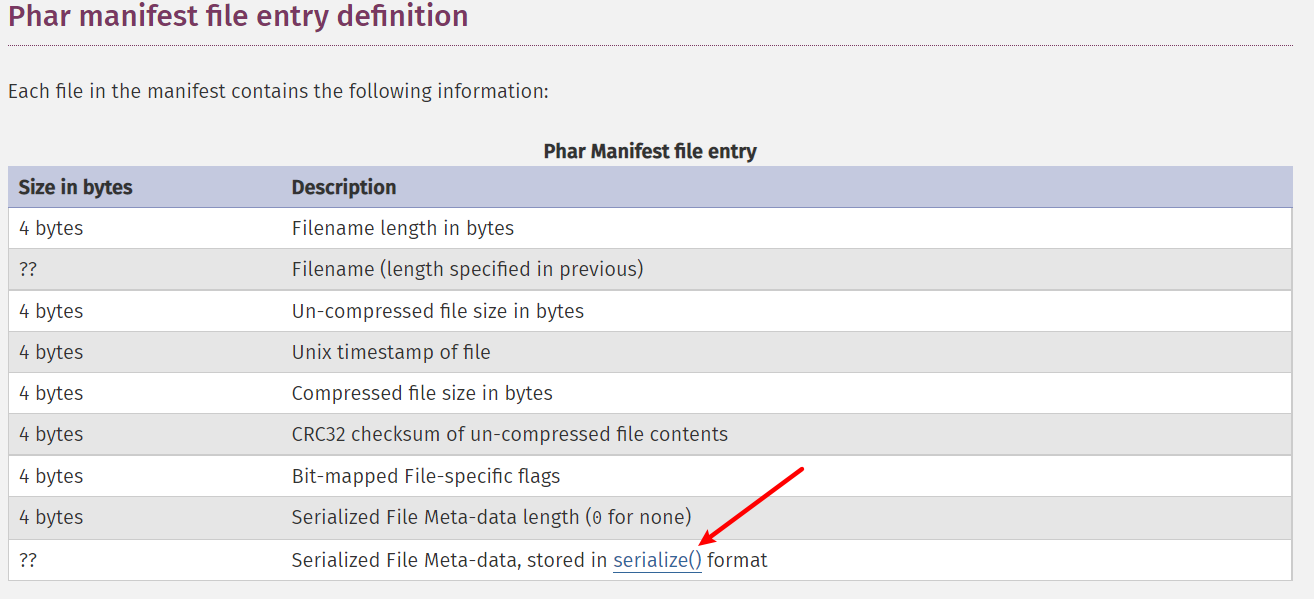 Phar manifest file entry definition
Each file in the manifest contains the following information:
Phar Manifest file entry
Size in bytes Description
4 bytes Filename length in bytes
?? Filename (length specified in previous)
4 bytes Un-compressed file size in bytes
4 bytes Unix timestamp of file
4 bytes Compressed file size in bytes
4 bytes CRC32 checksum of un-compressed file contents
4 bytes Bit-mapped File-specific flags
4 bytes Serialized File Meta-data length (0 for none)
?? Serialized File Meta-data, stored in serialize() format